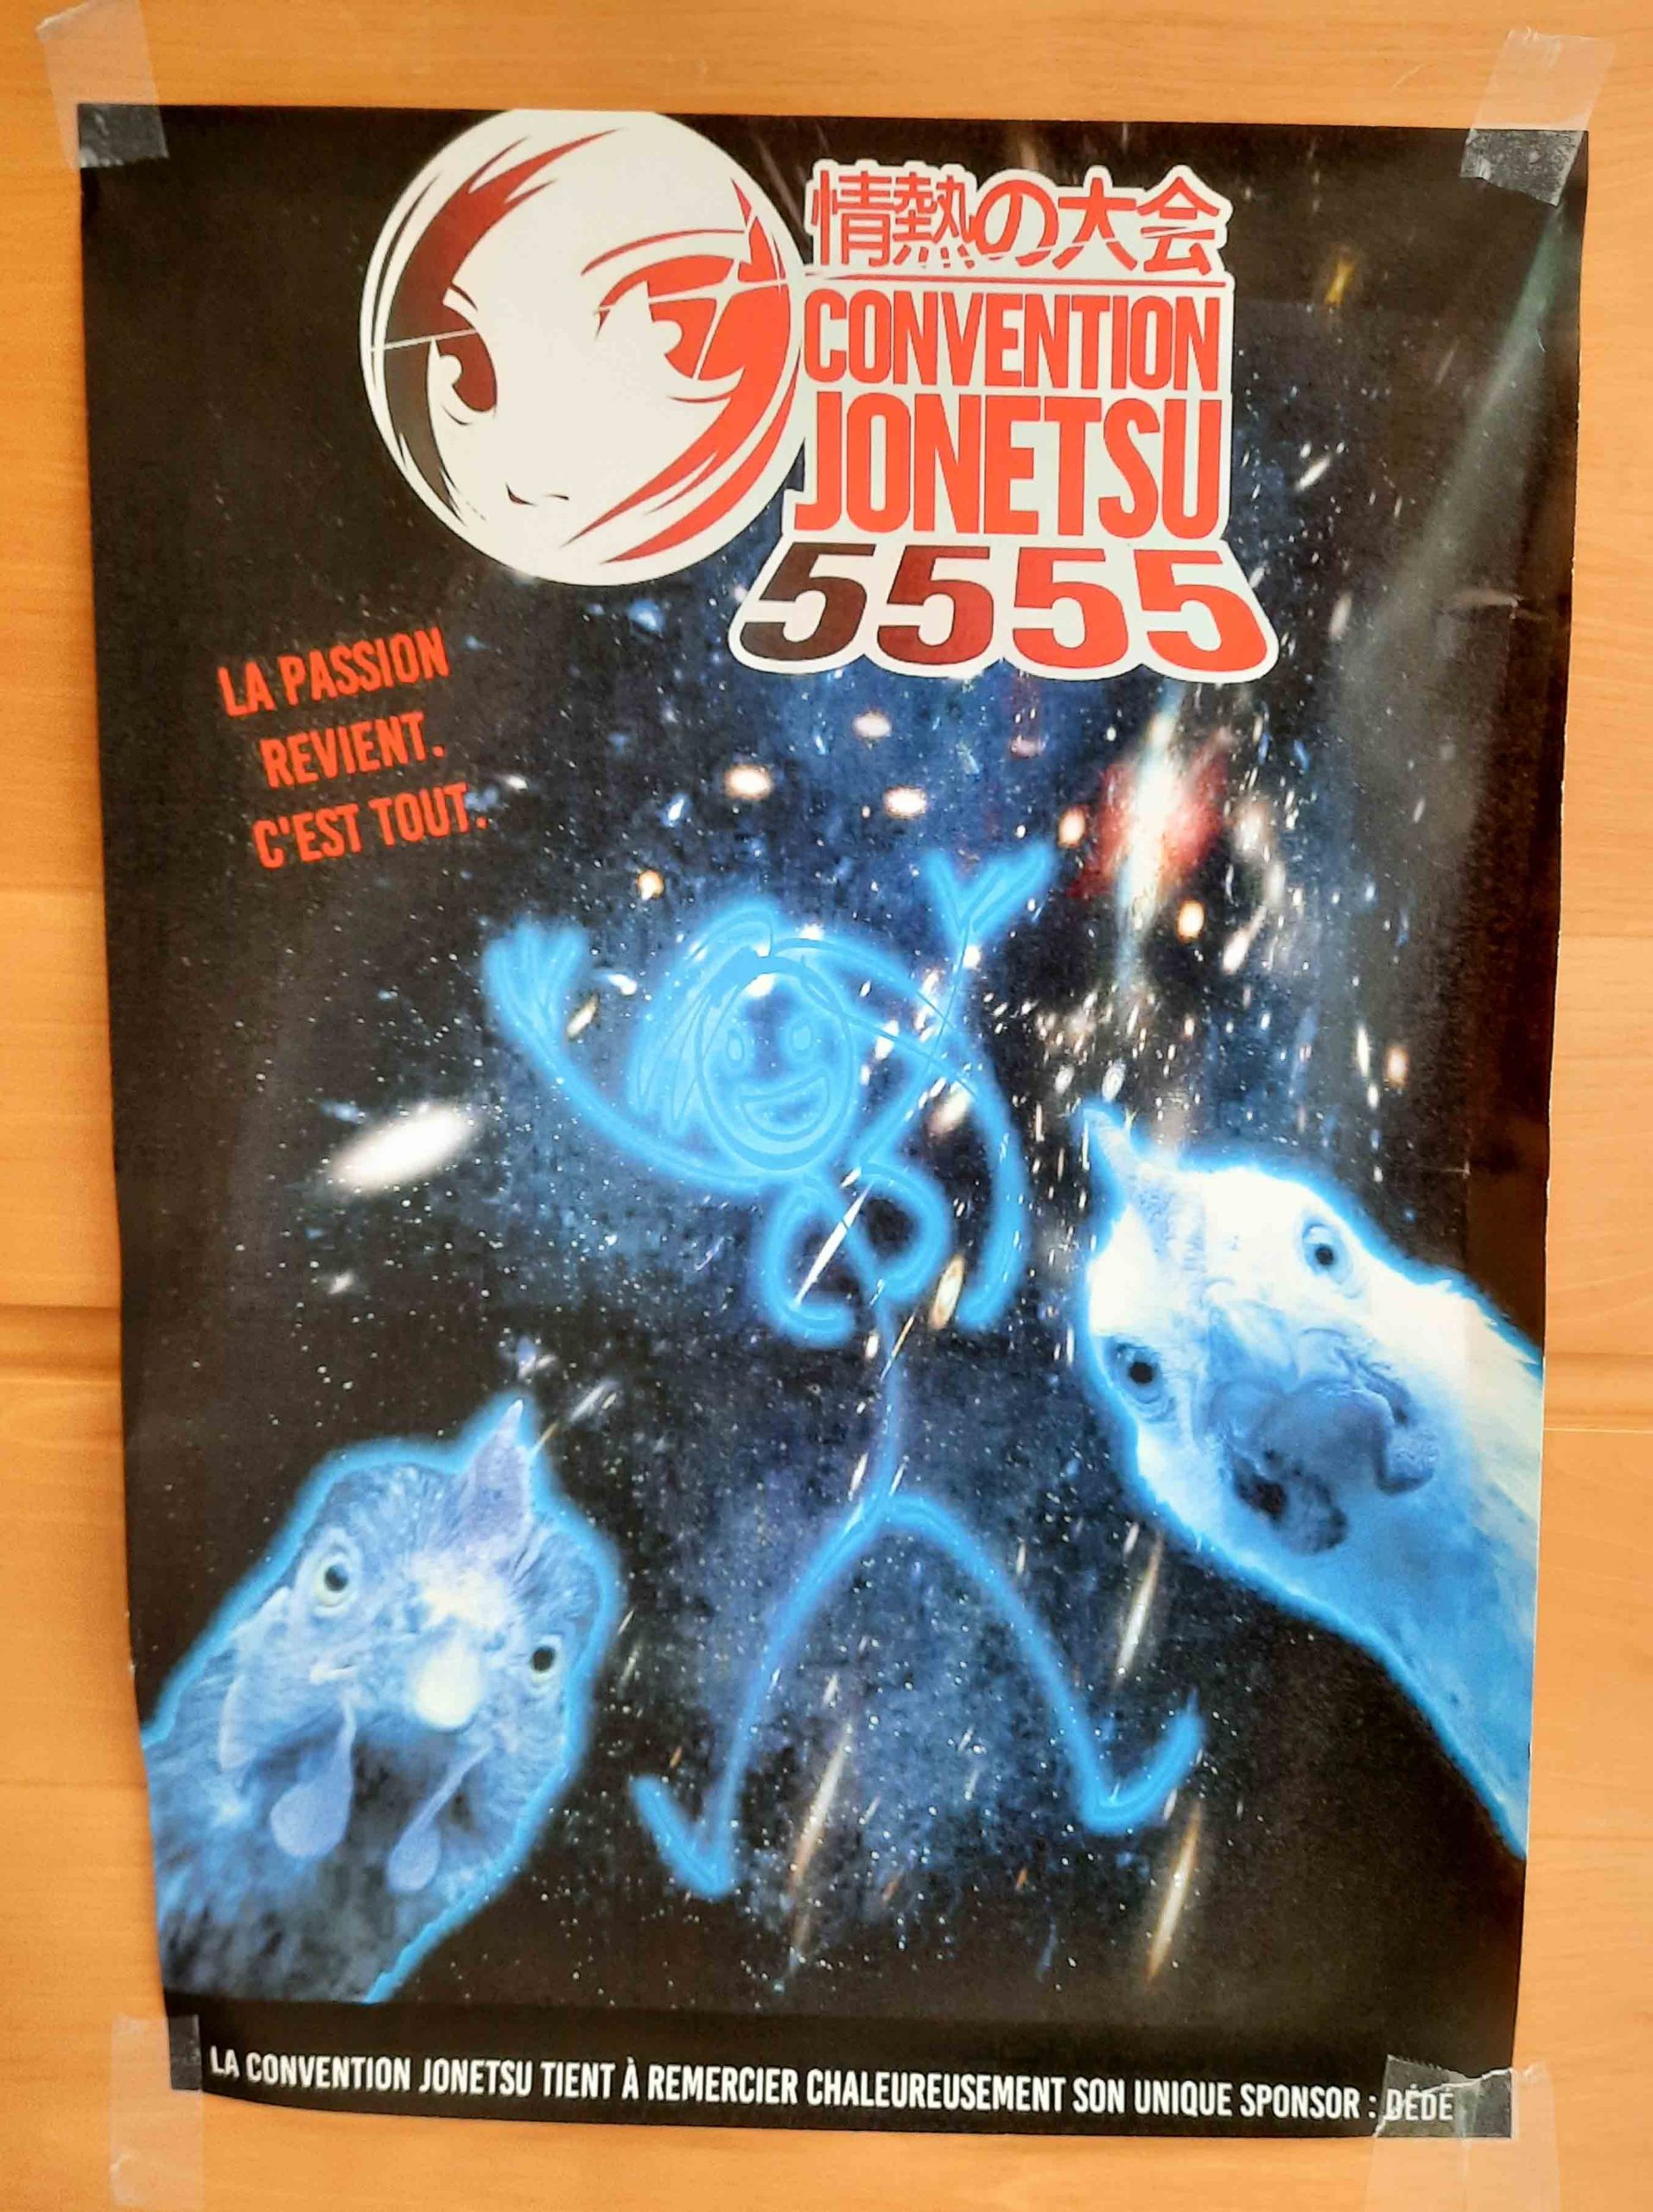 情熱の大会
CONVENTION
JONETSU
5555
LA PASSION
REVIENT.
C'EST TOUT.
LA CONVENTION JONETSU TIENT À REMERCIER CHALEUREUSEMENT SON UNIQUE SPONSOR : DÉDÉ